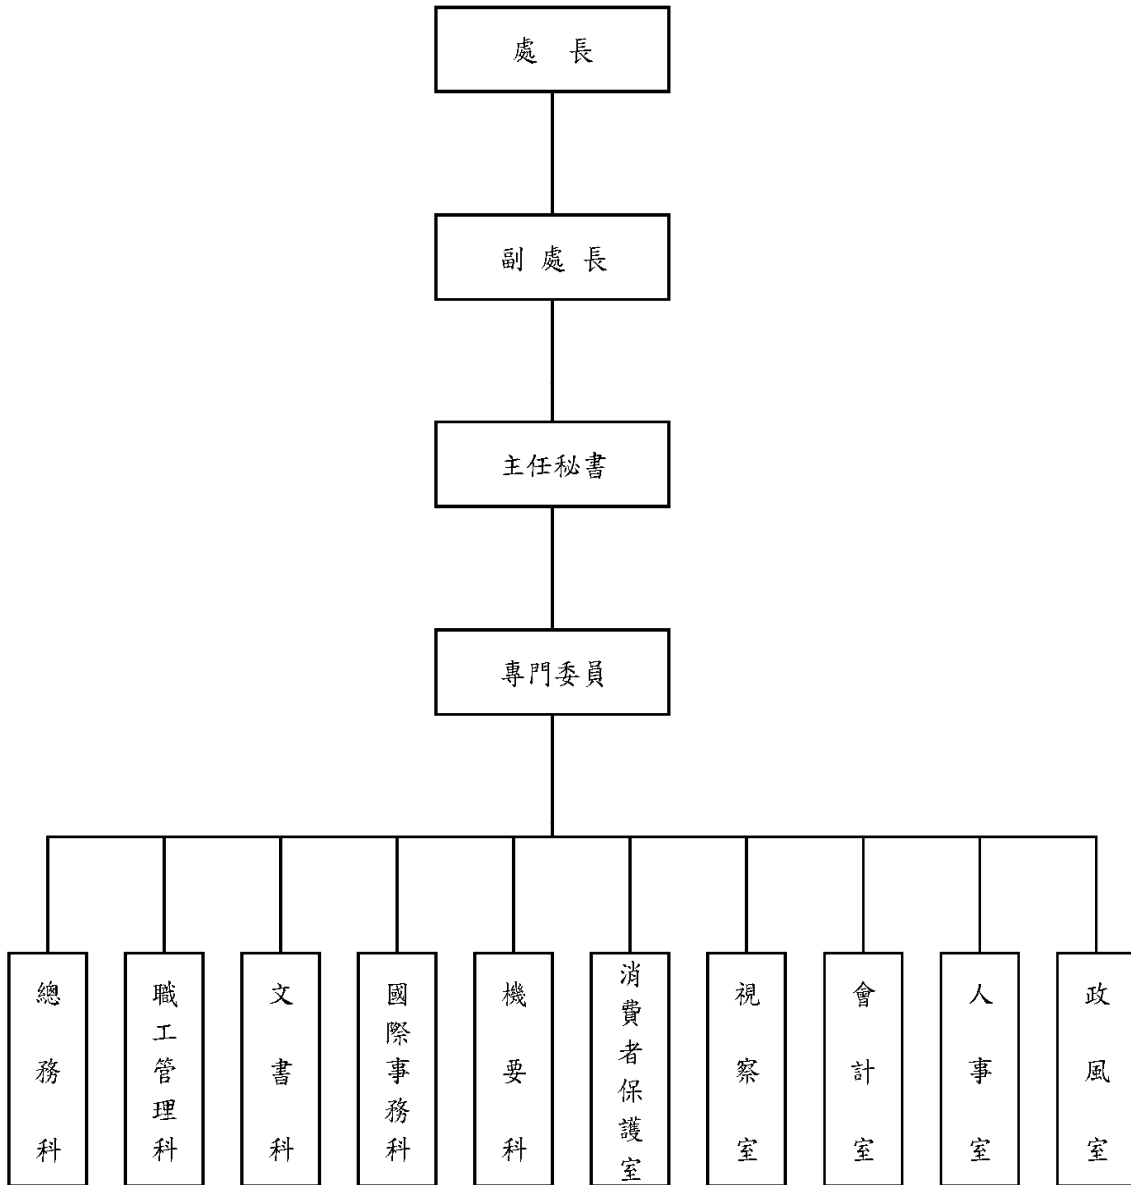 處 長
副處長
主任秘書
專門委員
總務科
職工管理科
文書科
國際事務科
機要科
消費者保護室
視察室
會計室
人事室
政風室